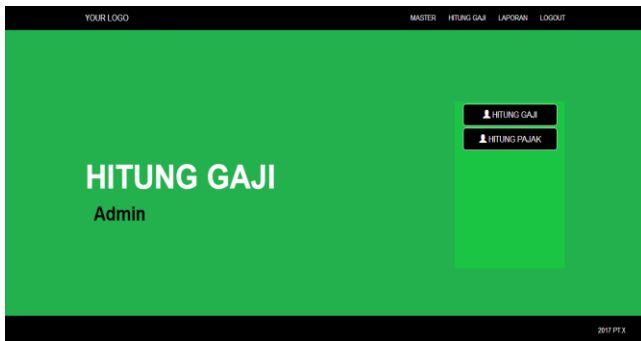 YOUR LOGO
MASTER HITUNG GAJI LAPORAN LOGOUT
HITUNG GAJI
HITUNG PAJAK
HITUNG GAJI
Admin
2017 PT.X